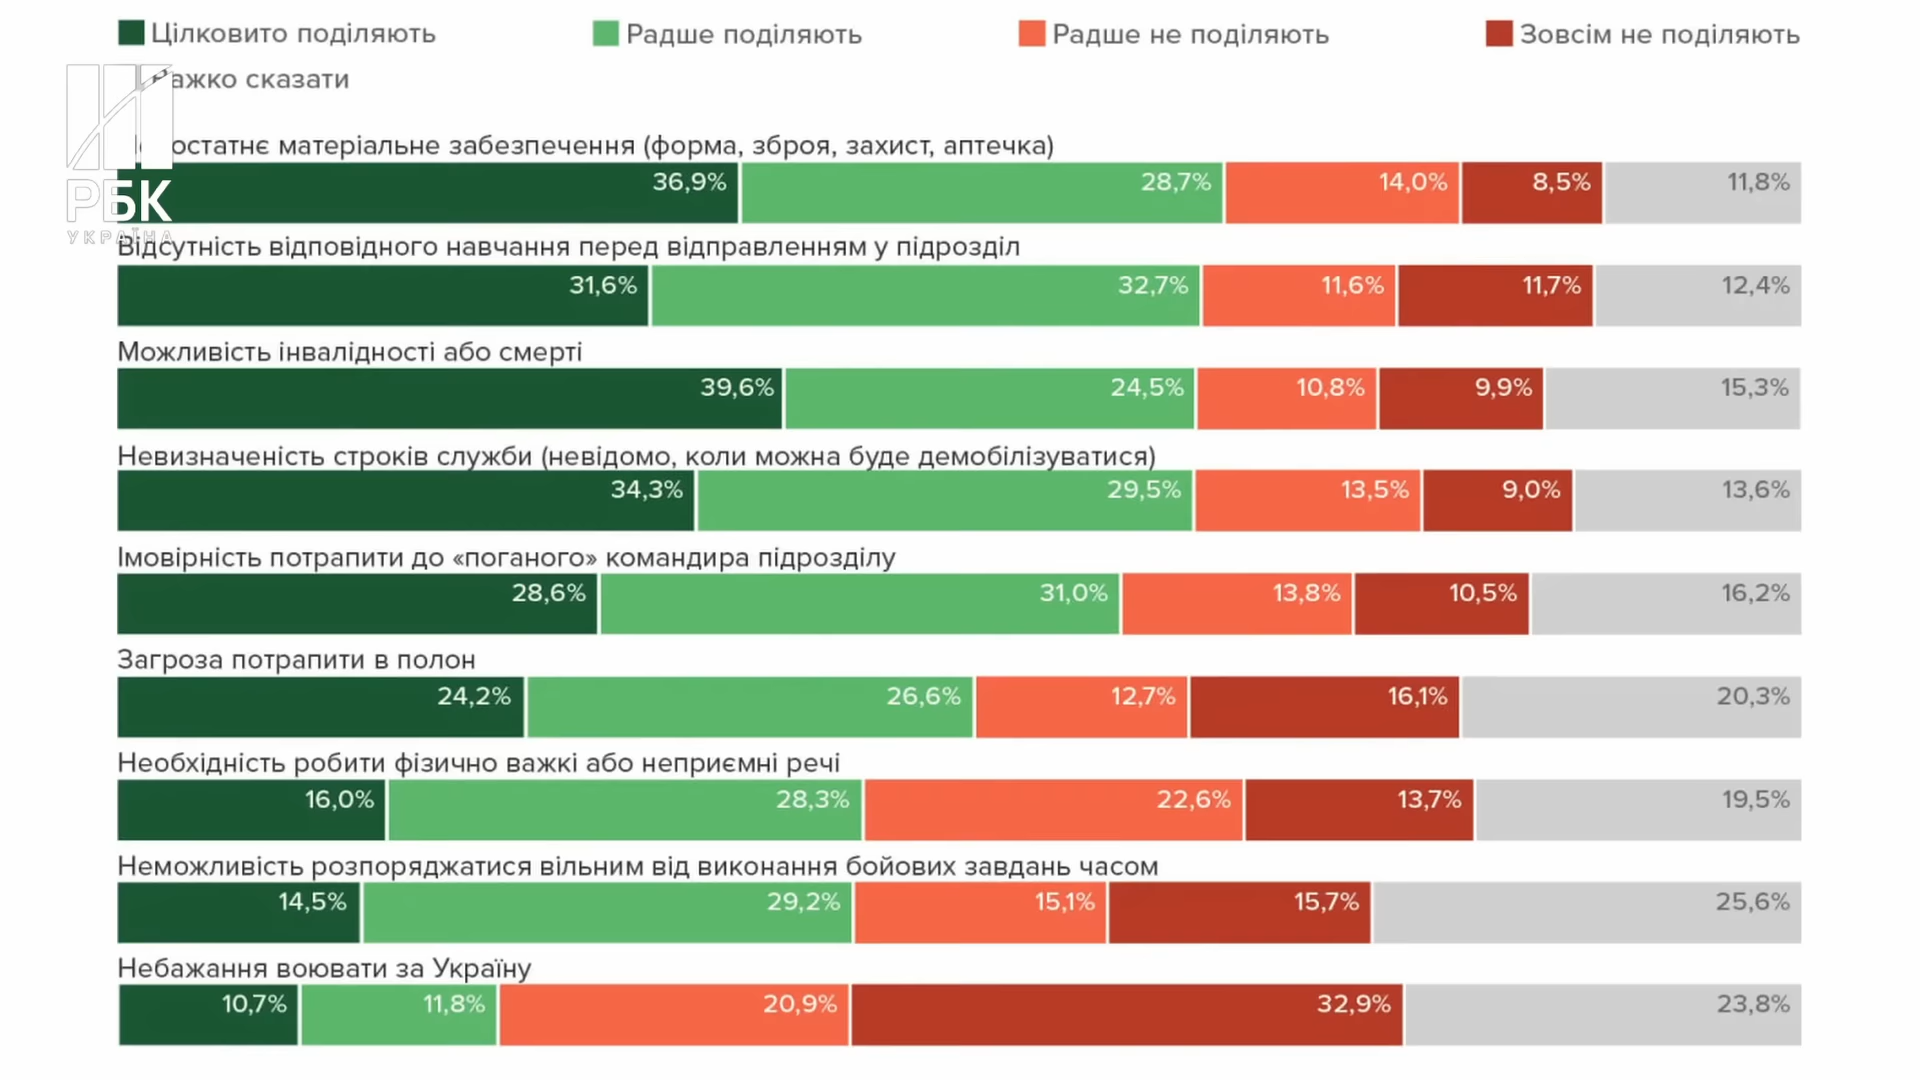 Цілковито поділяють Радше поділяють Радше не поділяють Зовсім не поділяють
сказати
матеріальне забезпечення (форма, зброя, захист, аптечка)
36,9% 28,7% 14,0% 8,5% 11,8%
РБК
УКРАЇНА
Відсутність відповідного навчання перед відправленням у підрозділ
31,6% 32,7% 11,6% 11,7% 12,4%
Можливість інвалідності або смерті
39,6% 24,5% 10,8% 9,9% 15,3%
Невизначеність строків служби (невідомо, коли можна буде демобілізуватися)
34,3% 29,5% 13,5% 9,0% 13,6%
Імовірність потрапити до «поганого» командира підрозділу
28,6% 31,0% 13,8% 10,5% 16,2%
Загроза потрапити в полон
24,2% 26,6% 12,7% 16,1% 20,3%
Необхідність робити фізично важкі або неприємні речі
16,0% 28,3% 22,6% 13,7% 19,5%
Неможливість розпоряджатися вільним від виконання бойових завдань часом
14,5% 29,2% 15,1% 15,7% 25,6%
Небажання воювати за Україну
10,7% 11,8% 20,9% 32,9% 23,8%